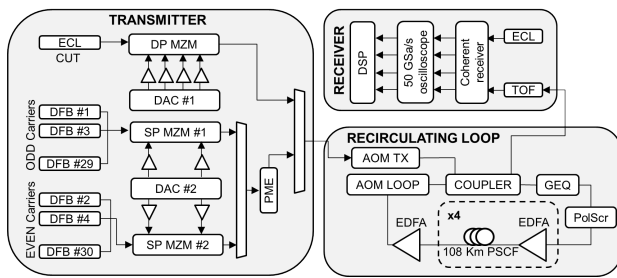 TRANSMITTER
ECL
CUT
DP MZM
DAC #1
ODD Carriers
DFB #1
DFB #3
DFB #29
SP MZM #1
DAC #2
EVEN Carriers
DFB #2
DFB #4
DFB #30
SP MZM #2
PME
RECEIVER
DSP
50 GSa/s
oscilloscope
Coherent
receiver
ECL
TOF
RECIRCULATING LOOP
AOM TX
AOM LOOP
COUPLER
GEQ
PolScr
EDFA
x4
EDFA
108 Km PSCF